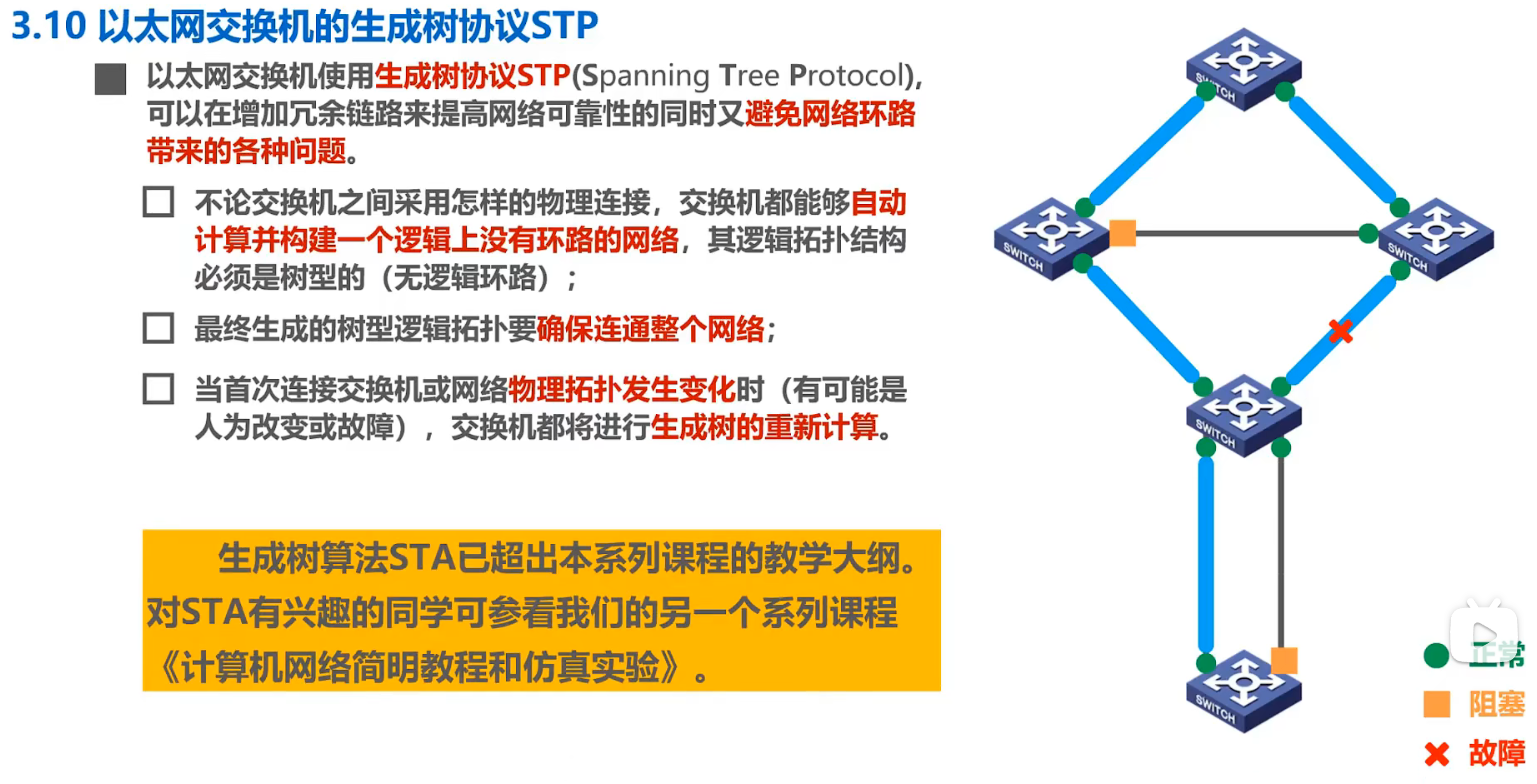 3.10 以太网交换机的生成树协议STP
以太网交换机使用生成树协议STP(Spanning Tree Protocol),
可以在增加冗余链路来提高网络可靠性的同时又避免网络环路
带来的各种问题。
不论交换机之间采用怎样的物理连接，交换机都能够自动
计算并构建一个逻辑上没有环路的网络，其逻辑拓扑结构
必须是树型的（无逻辑环路）；
最终生成的树型逻辑拓扑要确保连通整个网络；
当首次连接交换机或网络物理拓扑发生变化时（有可能是
人为改变或故障），交换机都将进行生成树的重新计算。
生成树算法STA已超出本系列课程的教学大纲。
对STA有兴趣的同学可参看我们的另一个系列课程
《计算机网络简明教程和仿真实验》。
SWITCH
SWITCH
SWITCH
SWITCH
SWITCH
正常
阻塞
故障